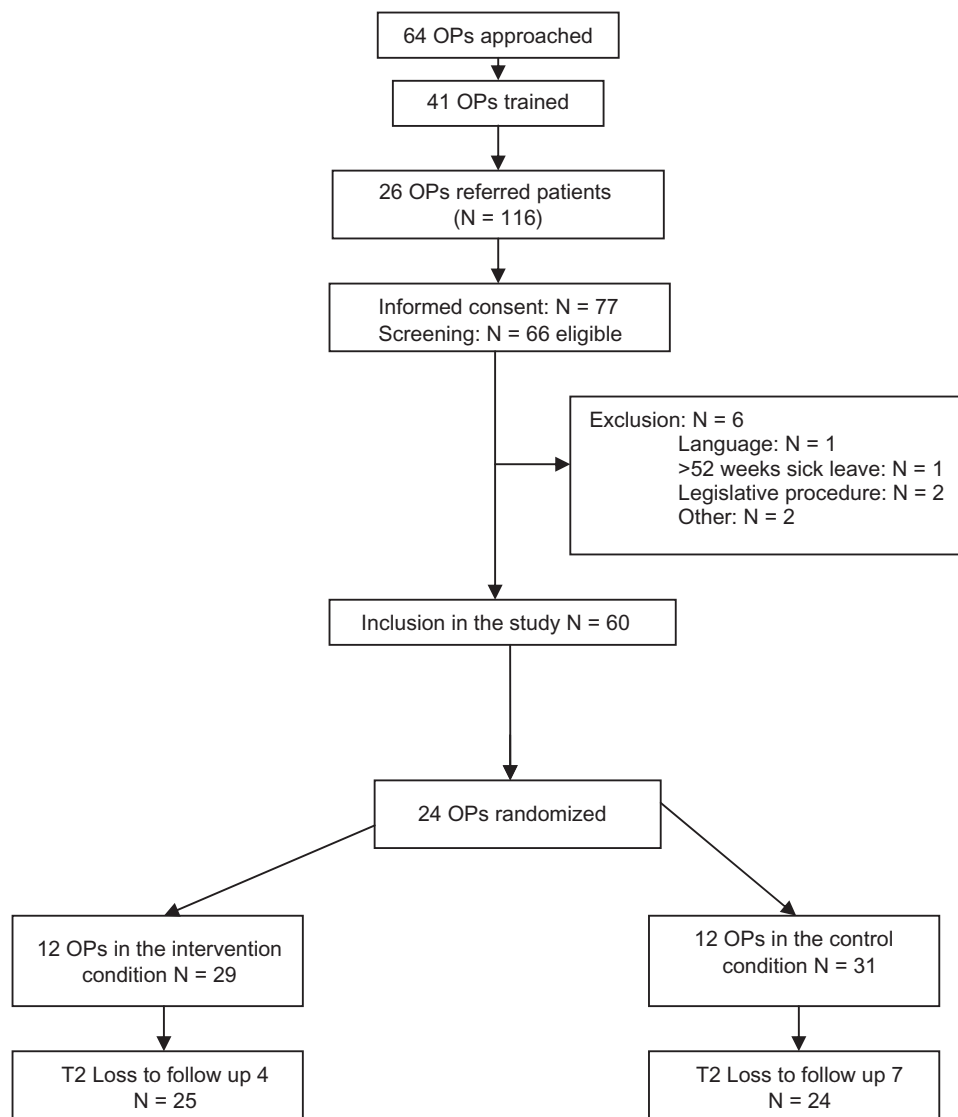 64 OPs approached
41 OPs trained
26 OPs referred patients
(N = 116)
Informed consent: N = 77
Screening: N = 66 eligible
Exclusion: N = 6
Language: N = 1
>52 weeks sick leave: N = 1
Legislative procedure: N = 2
Other: N = 2
Inclusion in the study N = 60
24 OPs randomized
12 OPs in the intervention
condition N = 29
12 OPs in the control
condition N = 31
T2 Loss to follow up 4
N = 25
T2 Loss to follow up 7
N = 24